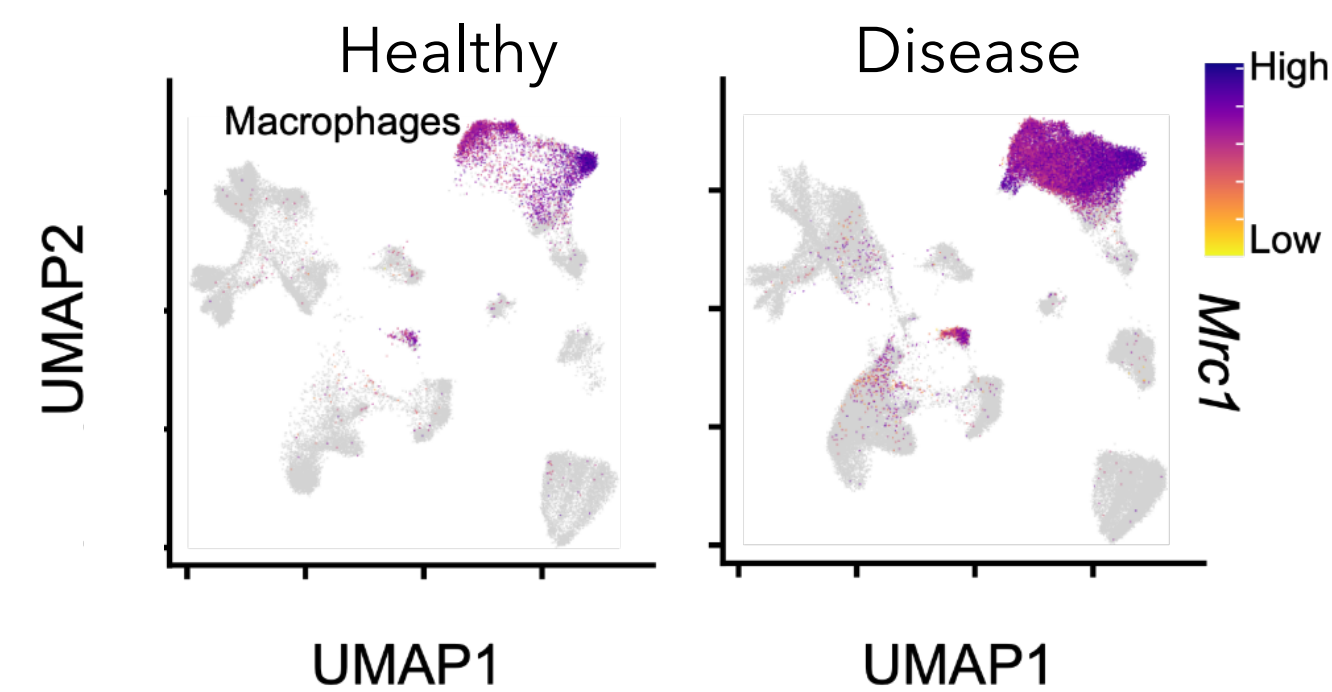 Healthy
Disease
Macrophages
High
Low
Mrc1
UMAP2
UMAP1
UMAP1